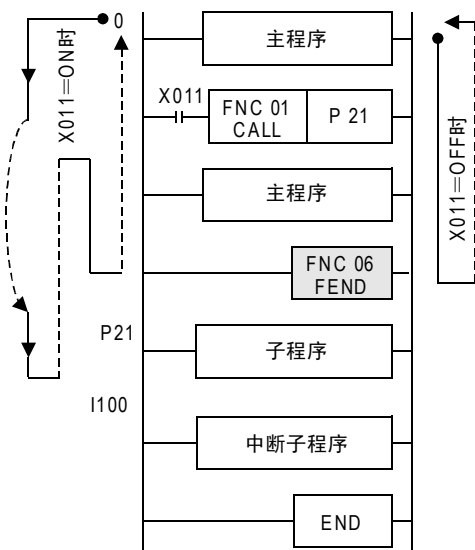 0
主程序
X011=ON时
X011=OFF时
X011
FNC 01
CALL
P 21
主程序
FNC 06
FEND
P21
子程序
I100
中断子程序
END